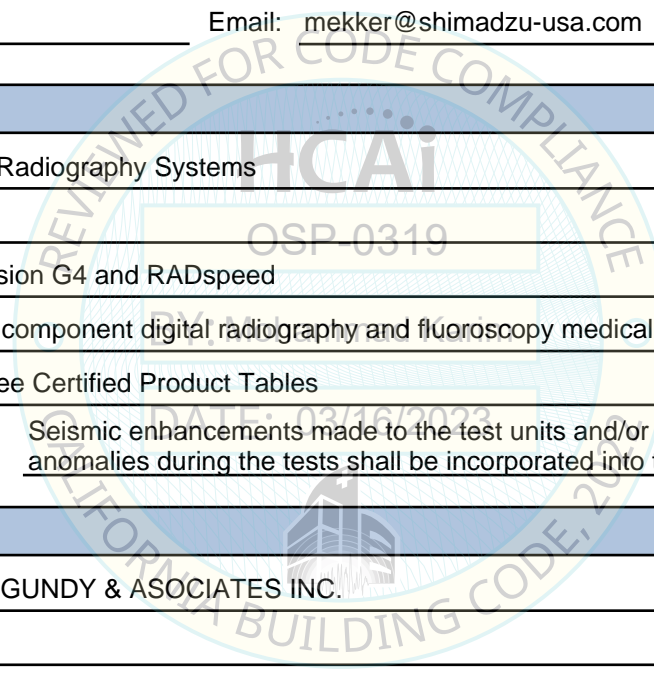 Email: mekker@shimadzu-usa.com
REVIEWED FOR CODE COMPLIANCE
HCAi
Radiography Systems
OSP-0319
sion G4 and RADspeed
component digital radiography and fluoroscopy medical
BY: Mohammad Karim
ee Certified Product Tables
DATE: 03/16/2023
Seismic enhancements made to the test units and/or
anomalies during the tests shall be incorporated into t
GUNDY & ASOCIATES INC.
CALIFORNIA BUILDING CODE, 2022